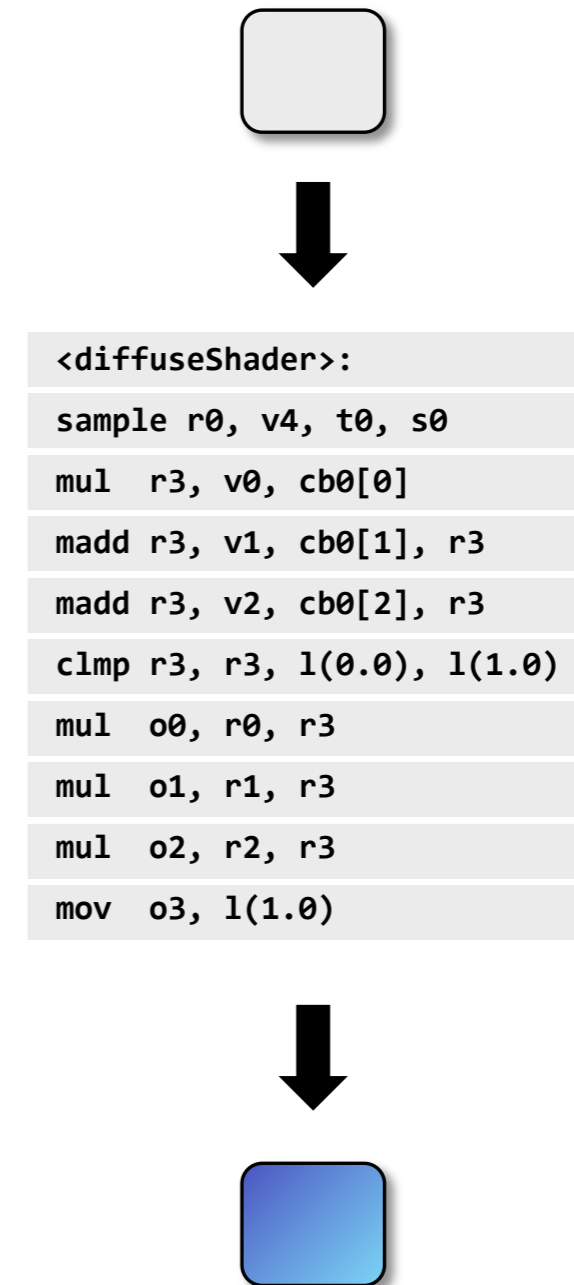 <diffuseShader>:
sample r0, v4, t0, s0
mul  r3, v0, cb0[0]
madd r3, v1, cb0[1], r3
madd r3, v2, cb0[2], r3
clmp r3, r3, l(0.0), l(1.0)
mul  o0, r0, r3
mul  o1, r1, r3
mul  o2, r2, r3
mov  o3, l(1.0)